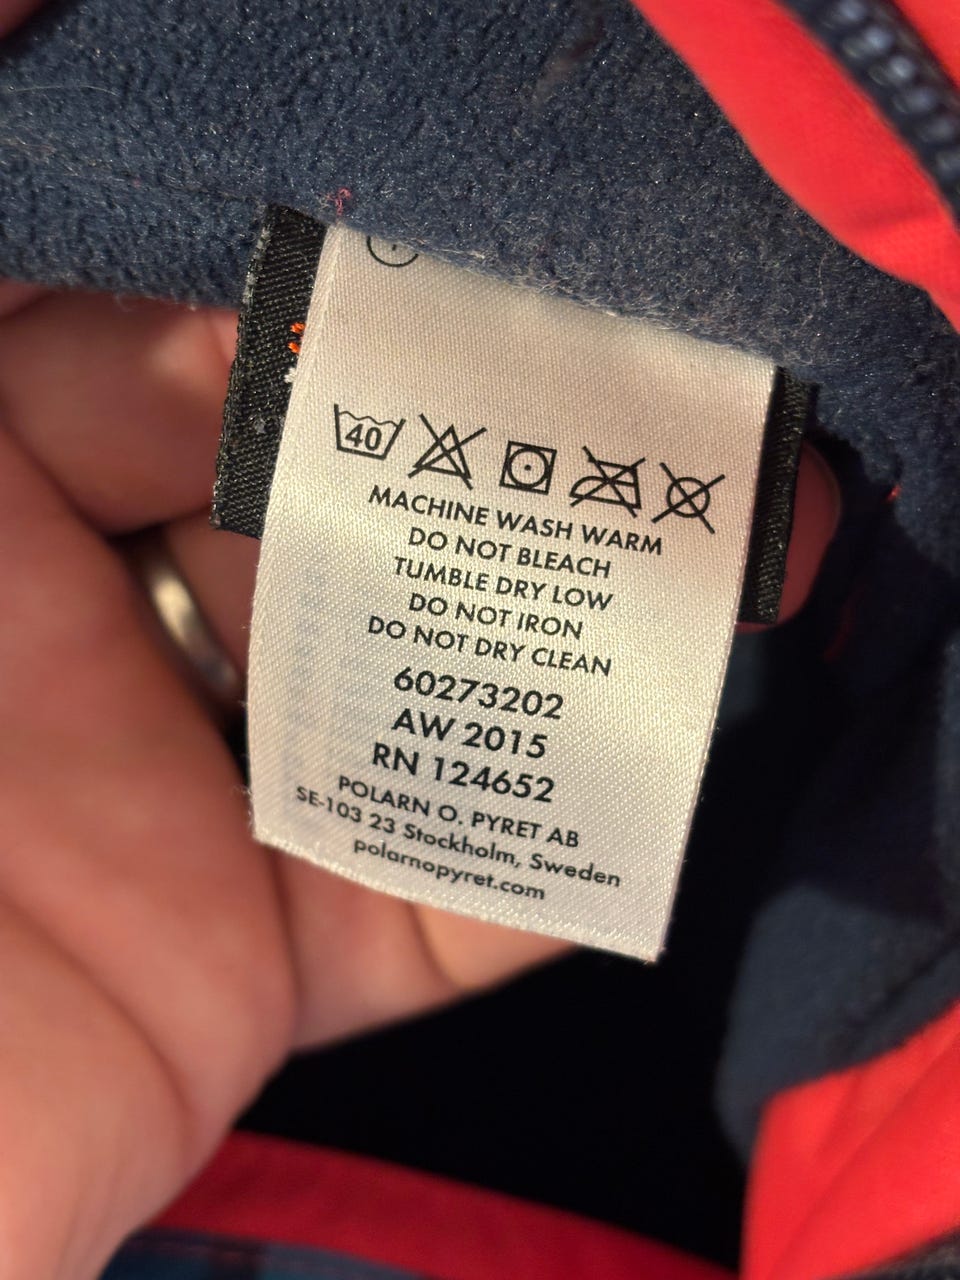 40
MACHINE WASH WARM
DO NOT BLEACH
TUMBLE DRY LOW
DO NOT IRON
DO NOT DRY CLEAN
60273202
AW 2015
RN 124652
POLARN O. PYRET AB
SE-103 23 Stockholm, Sweden
polarnopyret.com